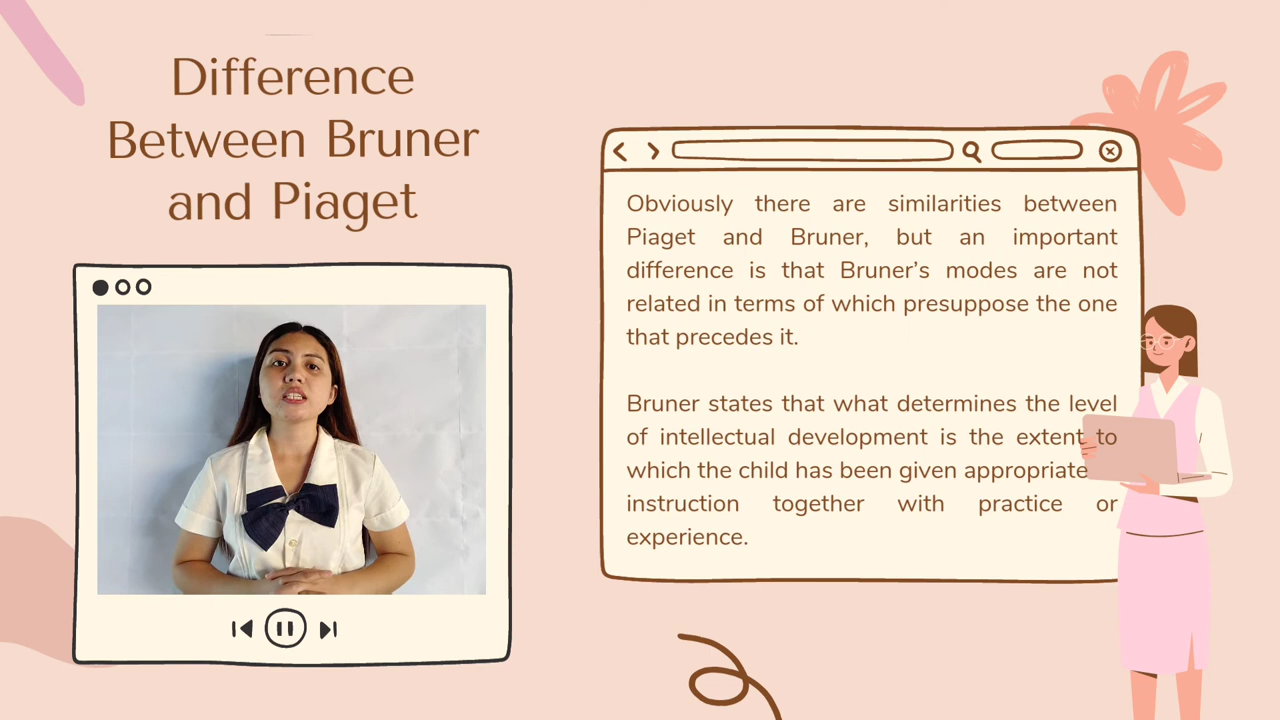 Difference
Between Bruner
and Piaget
Obviously there are similarities between
Piaget and Bruner, but an important
difference is that Bruner's modes are not
related in terms of which presuppose the one
that precedes it.
Bruner states that what determines the level
of intellectual development is the extent to
which the child has been given appropriate
instruction together with practice or
experience.